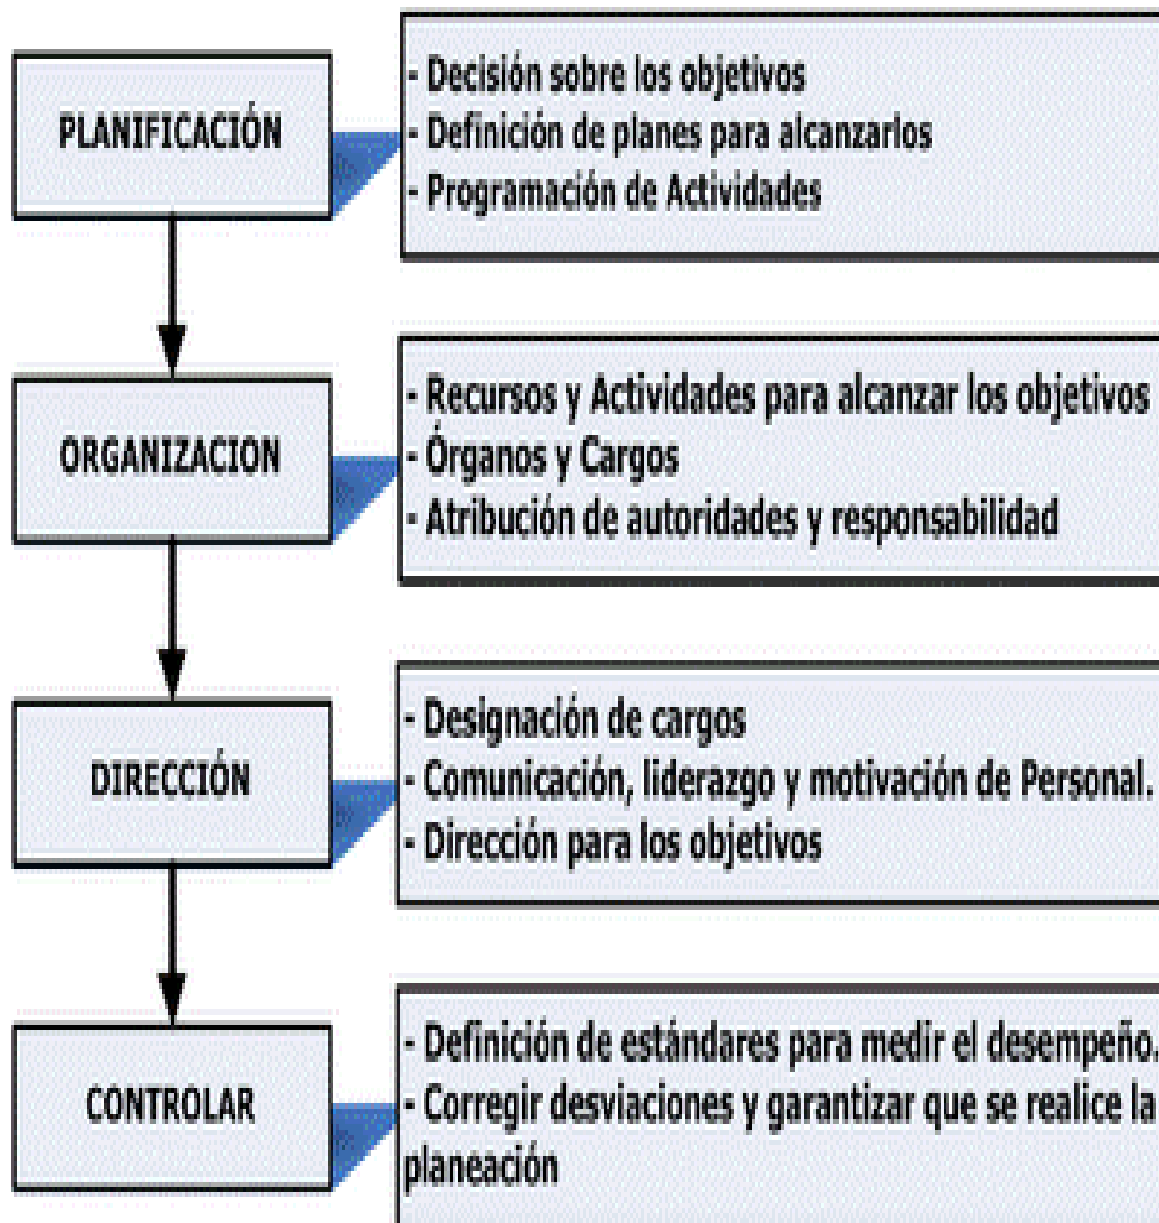 PLANIFICACIÓN
- Decisión sobre los objetivos
- Definición de planes para alcanzarlos
- Programación de Actividades
ORGANIZACION
- Recursos y Actividades para alcanzar los objetivos
- Órganos y Cargos
- Atribución de autoridades y responsabilidad
DIRECCIÓN
- Designación de cargos
- Comunicación, liderazgo y motivación de Personal.
- Dirección para los objetivos
CONTROLAR
- Definición de estándares para medir el desempeño.
- Corregir desviaciones y garantizar que se realice la
planeación